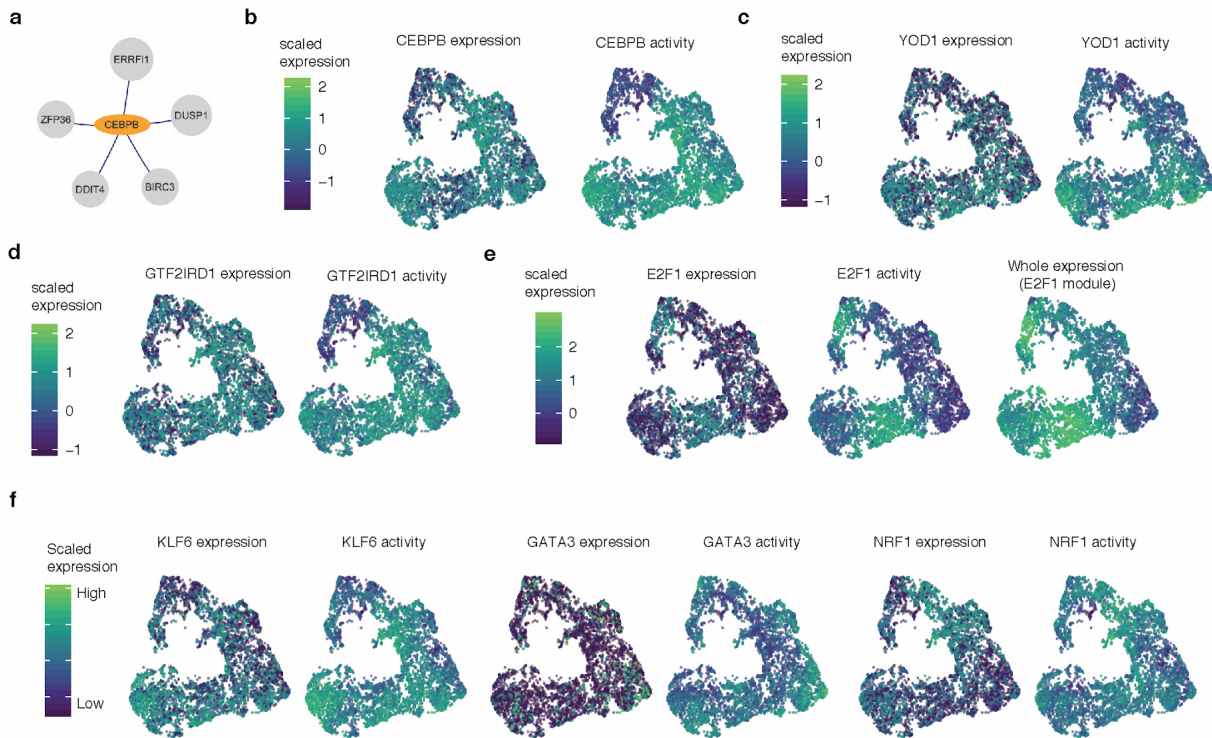 a
ERRFI1
ZFP36
CEBPB
DUSP1
DDIT4
BIRC3
b
scaled
expression
2
1
0
−1
CEBPB expression
CEBPB activity
c
scaled
expression
2
1
0
−1
YOD1 expression
YOD1 activity
d
scaled
expression
2
1
0
−1
GTF2IRD1 expression
GTF2IRD1 activity
e
scaled
expression
2
1
0
E2F1 expression
E2F1 activity
Whole expression
(E2F1 module)
f
Scaled
expression
High
Low
KLF6 expression
KLF6 activity
GATA3 expression
GATA3 activity
NRF1 expression
NRF1 activity